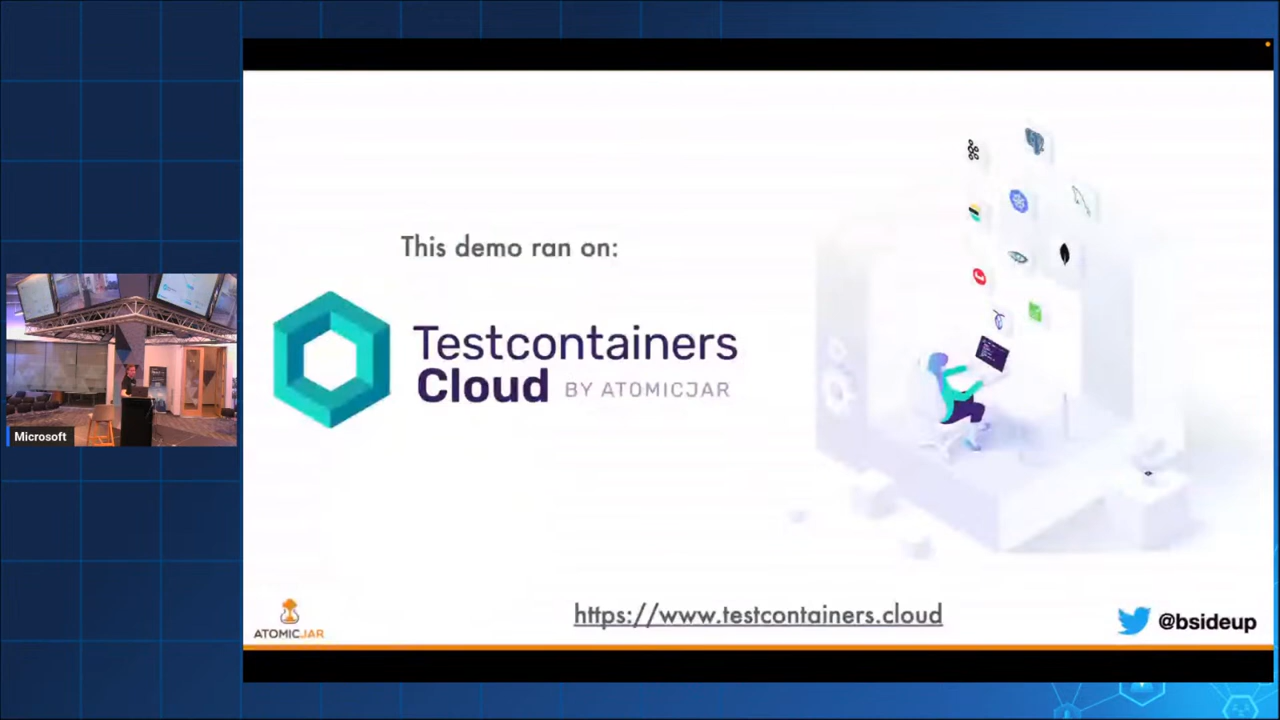 This demo ran on:
Testcontainers
Cloud BY ATOMICJAR
Microsoft
ATOMICJAR
https://www.testcontainers.cloud
@bsideup